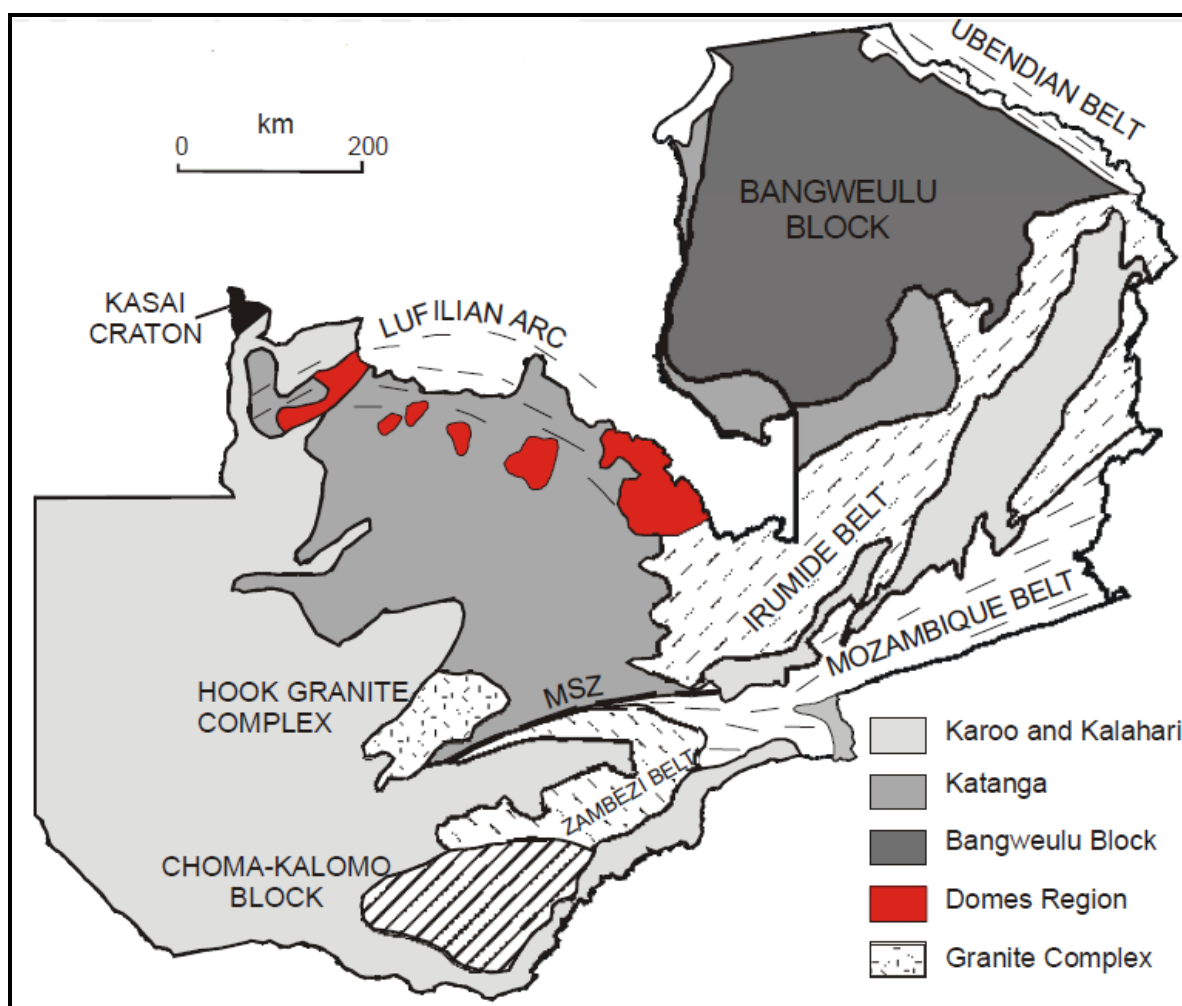 UBENDIAN BELT
km
0 200
BANGWEULU
BLOCK
KASAI
CRATON
LUFILIAN ARC
IRUMIDE BELT
MOZAMBIQUE BELT
HOOK GRANITE
COMPLEX
MSZ
ZAMBEZI BELT
CHOMA-KALOMO
BLOCK
Karoo and Kalahari
Katanga
Bangweulu Block
Domes Region
Granite Complex